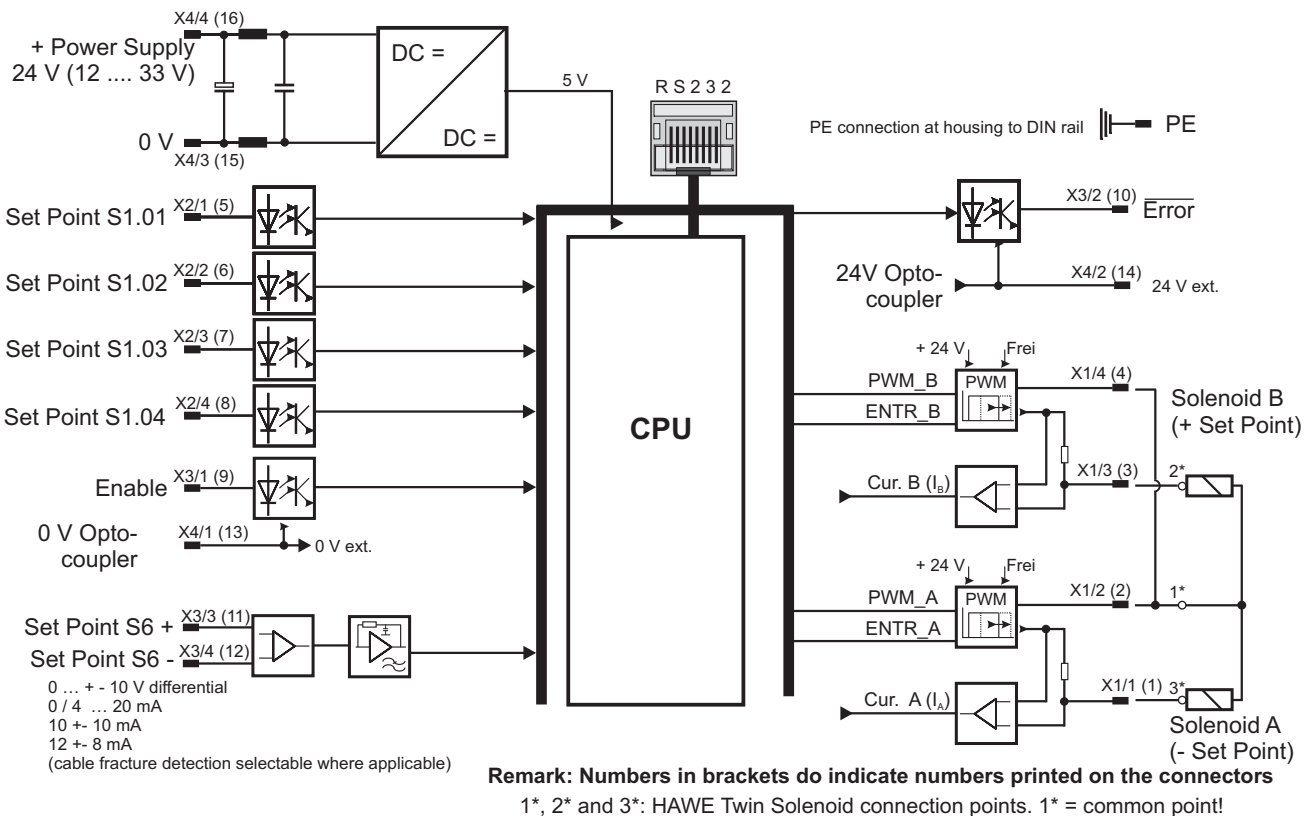 X4/4 (16)
+ Power Supply
24 V (12 .... 33 V)
0 V
X4/3 (15)
DC =
DC =
5 V
R S 2 3 2
PE connection at housing to DIN rail
PE
Set Point S1.01
X2/1 (5)
Set Point S1.02
X2/2 (6)
Set Point S1.03
X2/3 (7)
Set Point S1.04
X2/4 (8)
Enable
X3/1 (9)
0 V Opto-
coupler
X4/1 (13)
0 V ext.
Set Point S6 +
X3/3 (11)
Set Point S6 -
X3/4 (12)
0 ... + - 10 V differential
0 / 4 ... 20 mA
10 +- 10 mA
12 +- 8 mA
(cable fracture detection selectable where applicable)
CPU
X3/2 (10)
Error
24V Opto-
coupler
X4/2 (14)
24 V ext.
+ 24 V
Frei
PWM_B
PWM
ENTR_B
X1/4 (4)
Solenoid B
(+ Set Point)
Cur. B (IB)
X1/3 (3)
2*
+ 24 V
Frei
PWM_A
PWM
ENTR_A
X1/2 (2)
1*
Cur. A (IA)
X1/1 (1)
3*
Solenoid A
(- Set Point)
Remark: Numbers in brackets do indicate numbers printed on the connectors
1*, 2* and 3*: HAWE Twin Solenoid connection points. 1* = common point!